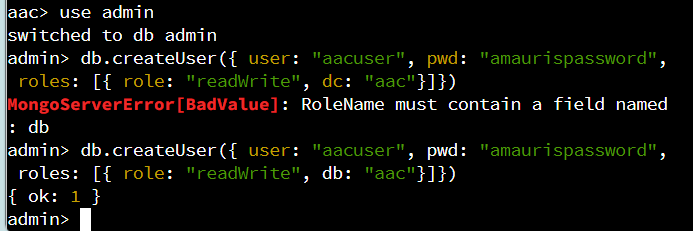 aac> use admin
switched to db admin
admin> db.createUser({ user: "aacuser", pwd: "amaurispassword",
 roles: [{ role: "readWrite", dc: "aac"}]})
MongoServerError[BadValue]: RoleName must contain a field named
: db
admin> db.createUser({ user: "aacuser", pwd: "amaurispassword",
 roles: [{ role: "readWrite", db: "aac"}]})
{ ok: 1 }
admin>